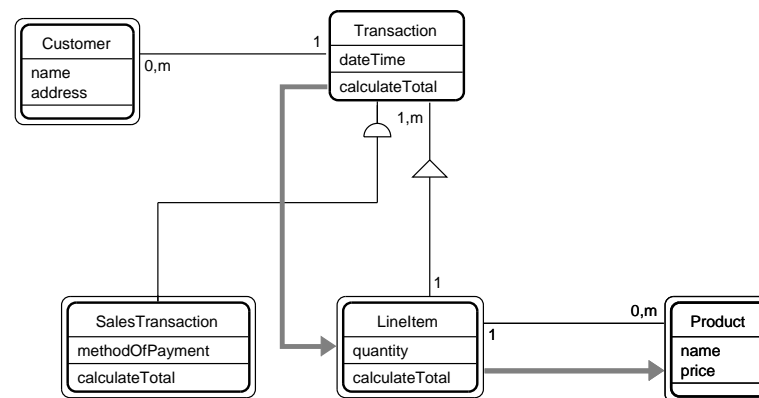 Customer
name
address
0,m
1
Transaction
dateTime
calculateTotal
1,m
SalesTransaction
methodOfPayment
calculateTotal
1
LineItem
quantity
calculateTotal
1
0,m
Product
name
price